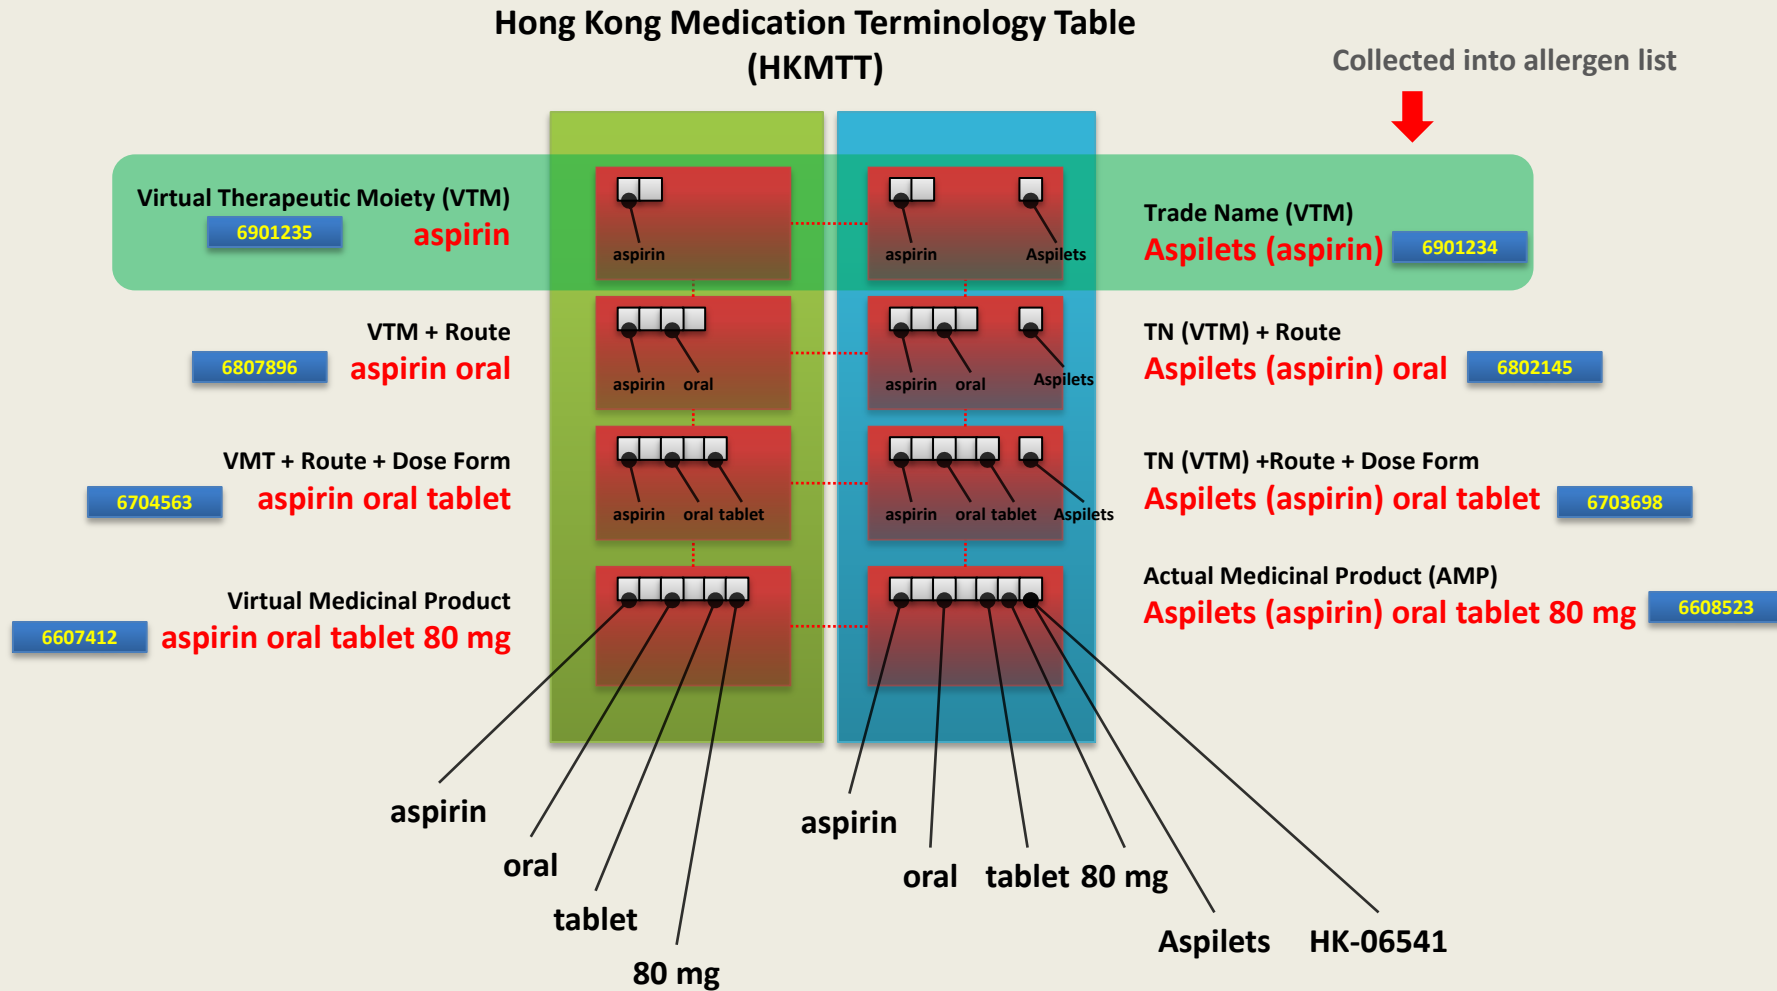 Hong Kong Medication Terminology Table
(HKMTT)
Collected into allergen list
Virtual Therapeutic Moiety (VTM)
6901235 aspirin
aspirin
aspirin Aspilets
Trade Name (VTM)
Aspilets (aspirin) 6901234
VTM + Route
6807896 aspirin oral
aspirin oral
aspirin oral Aspilets
TN (VTM) + Route
Aspilets (aspirin) oral 6802145
VMT + Route + Dose Form
6704563 aspirin oral tablet
aspirin oral tablet
aspirin oral tablet Aspilets
TN (VTM) +Route + Dose Form
Aspilets (aspirin) oral tablet 6703698
Virtual Medicinal Product
6607412 aspirin oral tablet 80 mg
Actual Medicinal Product (AMP)
Aspilets (aspirin) oral tablet 80 mg 6608523
aspirin
oral
tablet
80 mg
aspirin
oral tablet 80 mg
Aspilets HK-06541